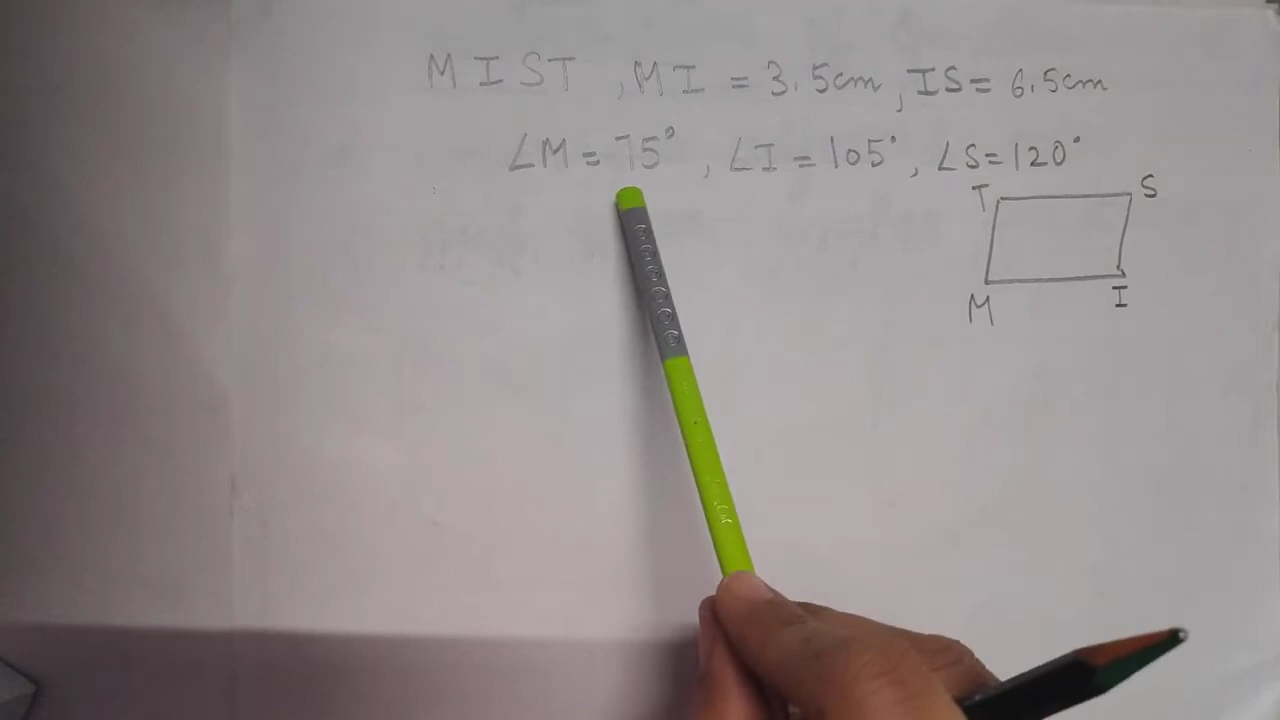 MIST , MI = 3.5cm, IS = 6.5cm
∠M = 75°, ∠I = 105°, ∠S = 120°
T S
M I